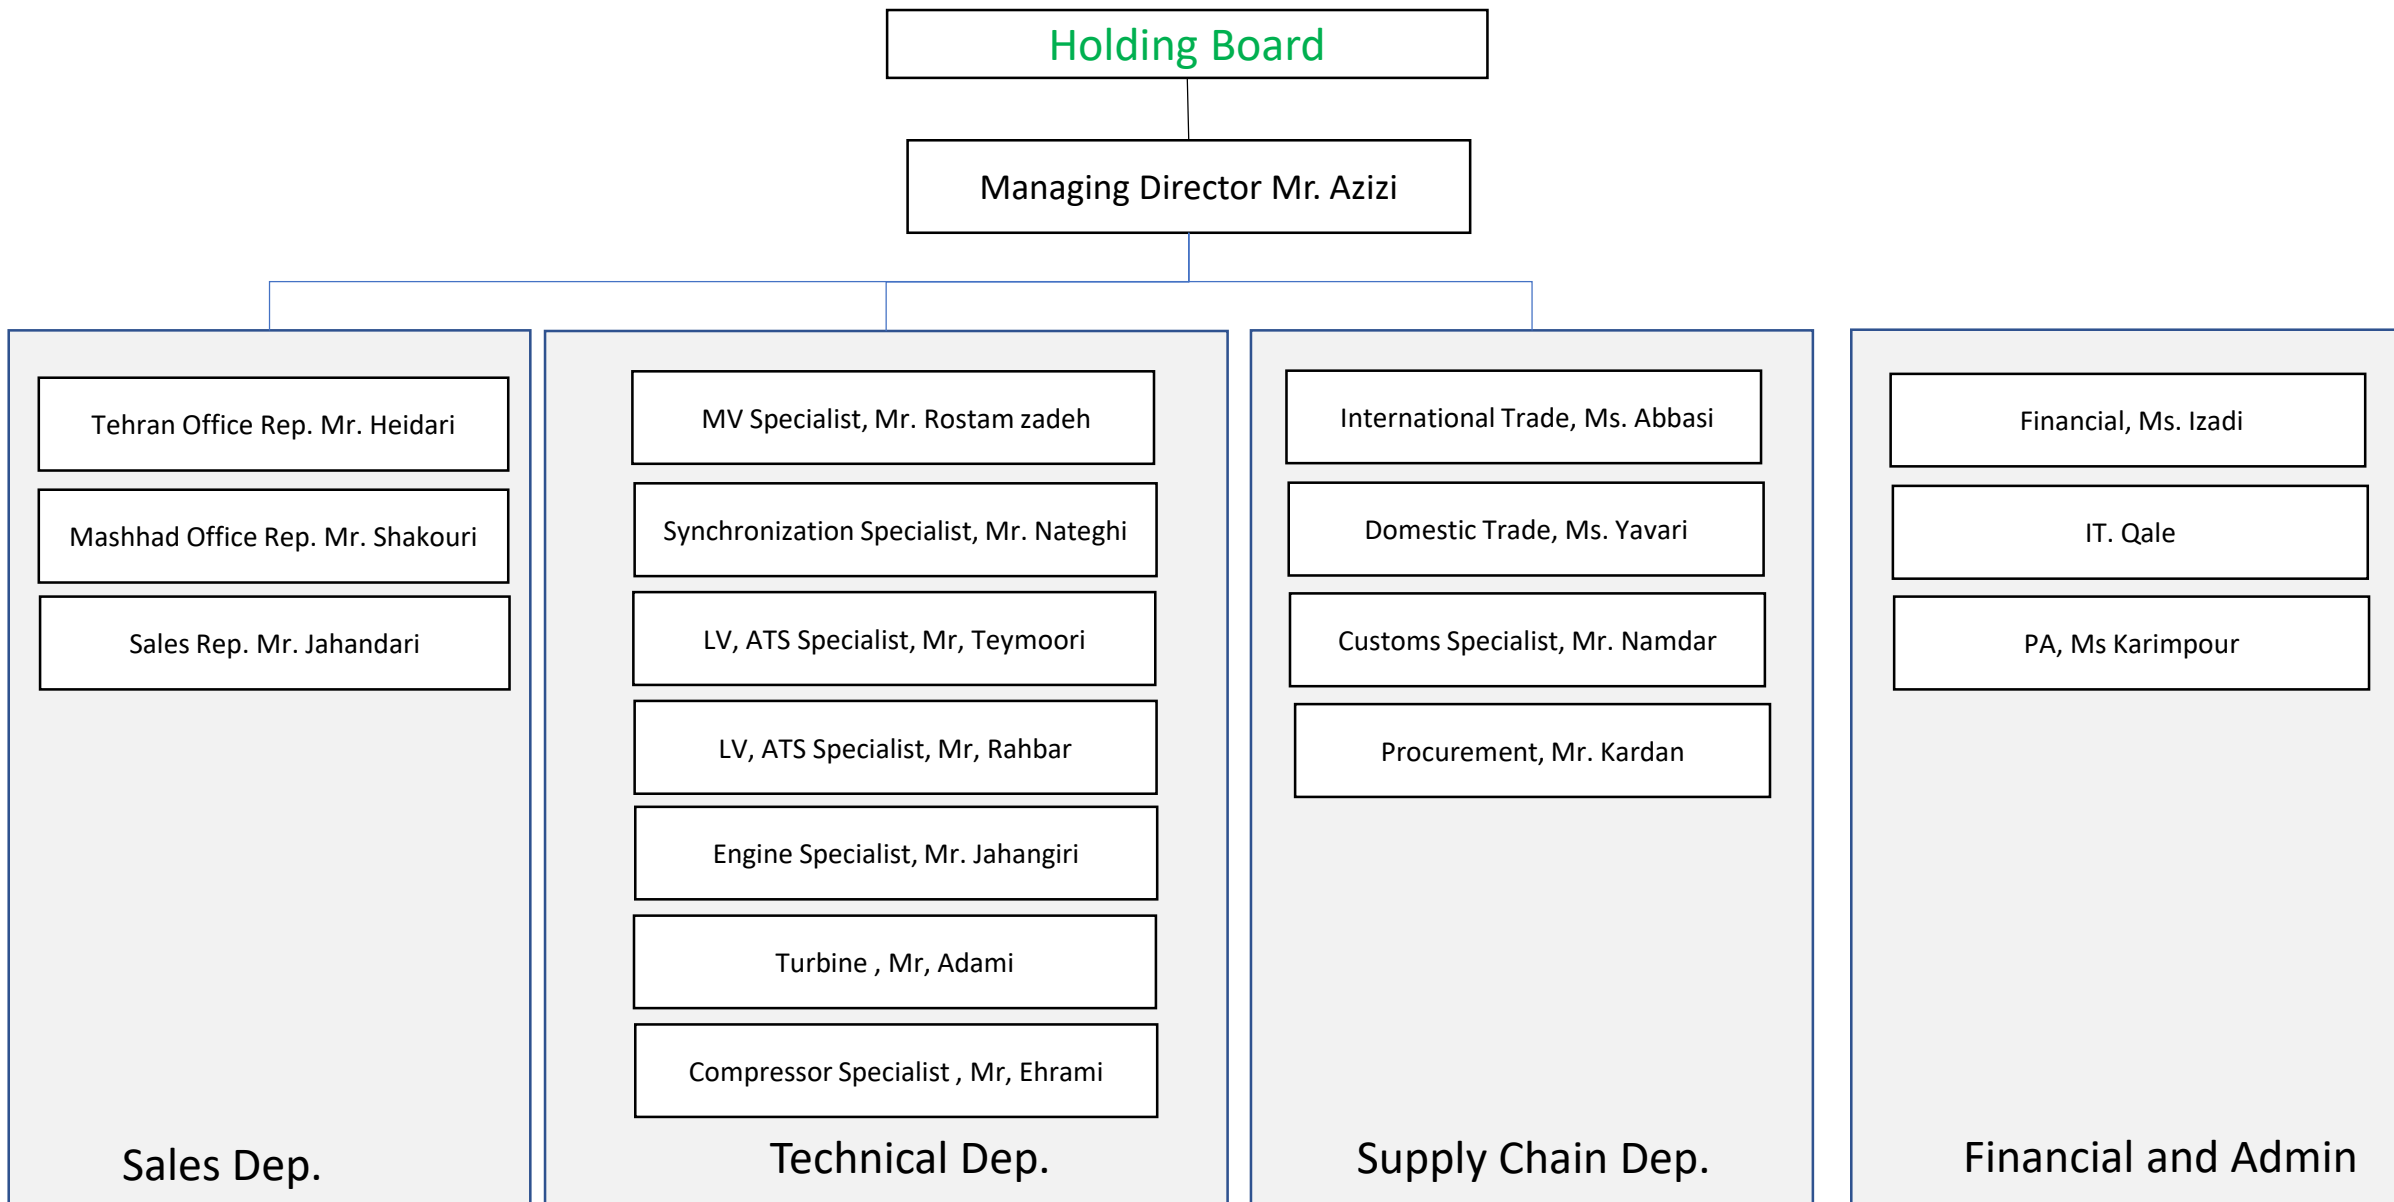 Holding Board
Managing Director Mr. Azizi
Tehran Office Rep. Mr. Heidari
Mashhad Office Rep. Mr. Shakouri
Sales Rep. Mr. Jahandari
Sales Dep.
MV Specialist, Mr. Rostam zadeh
Synchronization Specialist, Mr. Nateghi
LV, ATS Specialist, Mr, Teymoori
LV, ATS Specialist, Mr, Rahbar
Engine Specialist, Mr. Jahangiri
Turbine , Mr, Adami
Compressor Specialist , Mr, Ehrami
Technical Dep.
International Trade, Ms. Abbasi
Domestic Trade, Ms. Yavari
Customs Specialist, Mr. Namdar
Procurement, Mr. Kardan
Supply Chain Dep.
Financial, Ms. Izadi
IT. Qale
PA, Ms Karimpour
Financial and Admin